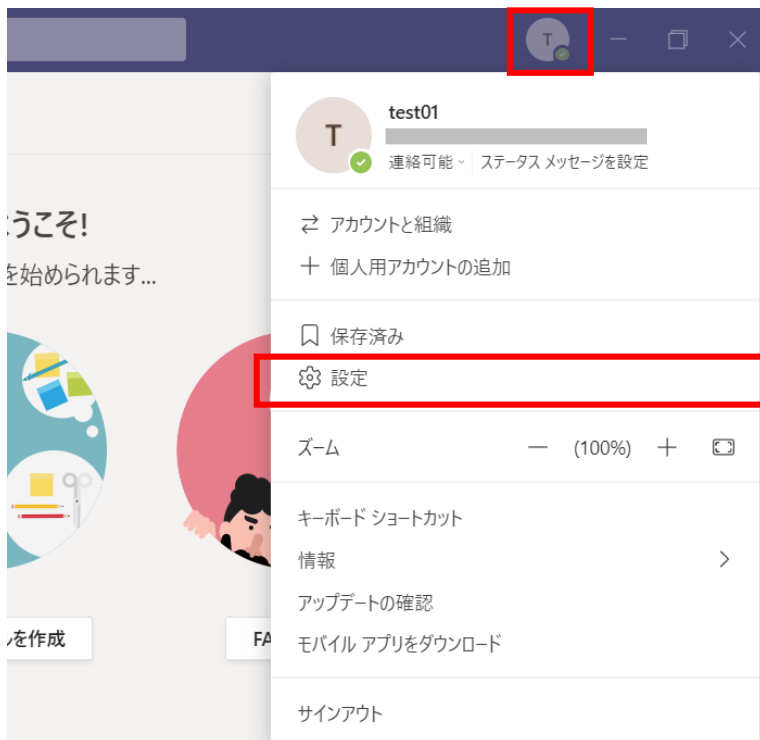 T
T
test01
連絡可能 ステータス メッセージを設定
うこそ!
を始められます...
アカウントと組織
個人用アカウントの追加
保存済み
設定
ズーム — (100%) +
キーボード ショートカット
情報
アップデートの確認
モバイル アプリをダウンロード
サインアウト
を作成
FA